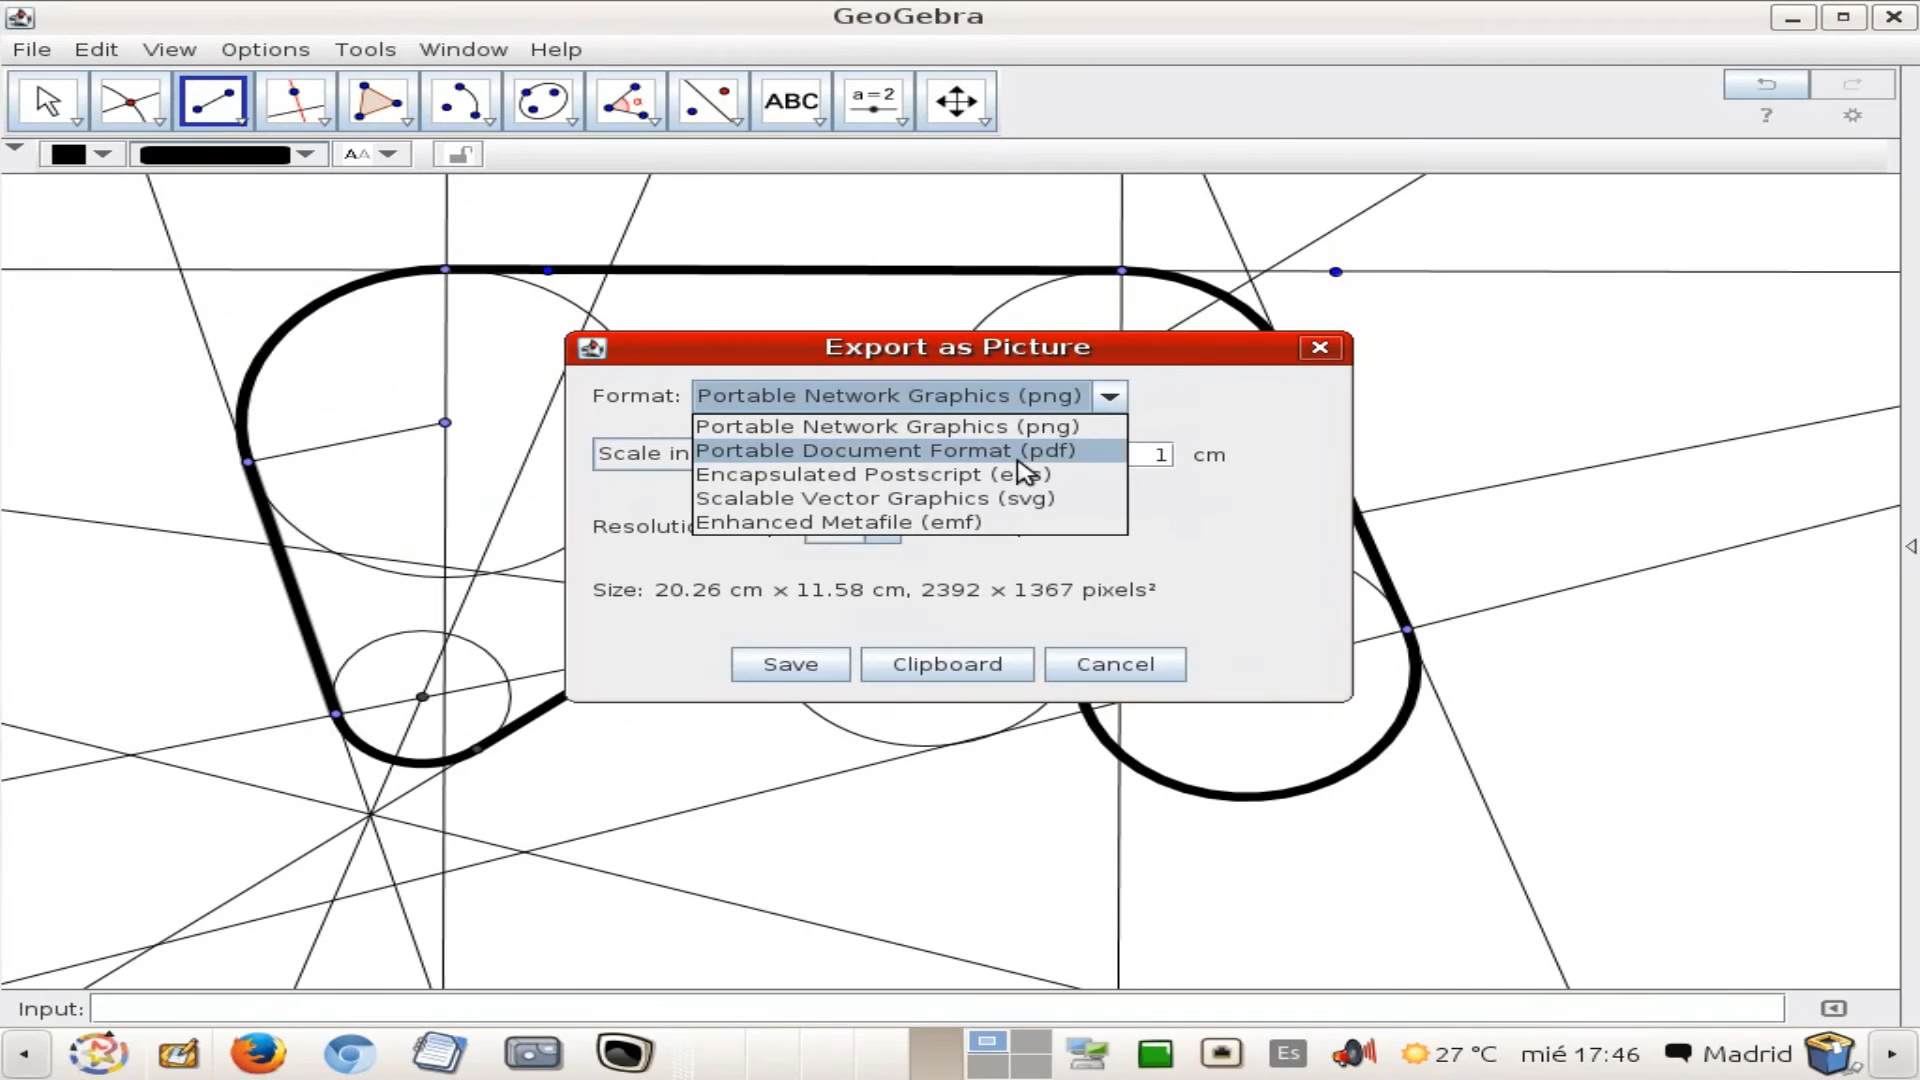 GeoGebra
File Edit View Options Tools Window Help
ABC a=2
α
AA
?
Export as Picture
Format: Portable Network Graphics (png)
Portable Network Graphics (png)
Portable Document Format (pdf)
Scale in 1 cm
Encapsulated Postscript
Scalable Vector Graphics (svg)
Enhanced Metafile (emf)
Size: 20.26 cm x 11.58 cm, 2392 x 1367 pixels²
Save Clipboard Cancel
Input:
Es 27 °C mié 17:46 Madrid